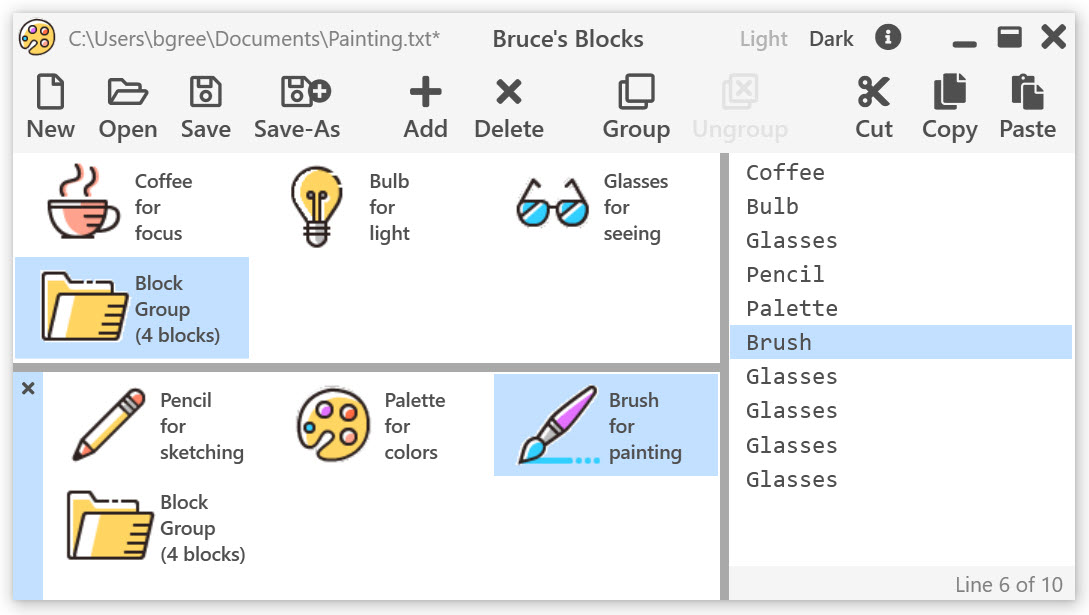 C:\Users\bgree\Documents\Painting.txt* Bruce's Blocks Light Dark
New Open Save Save-As Add Delete Group Ungroup Cut Copy Paste
Coffee
for
focus
Bulb
for
light
Glasses
for
seeing
Block
Group
(4 blocks)
Pencil
for
sketching
Palette
for
colors
Brush
for
painting
Block
Group
(4 blocks)
Coffee
Bulb
Glasses
Pencil
Palette
Brush
Glasses
Glasses
Glasses
Glasses
Line 6 of 10